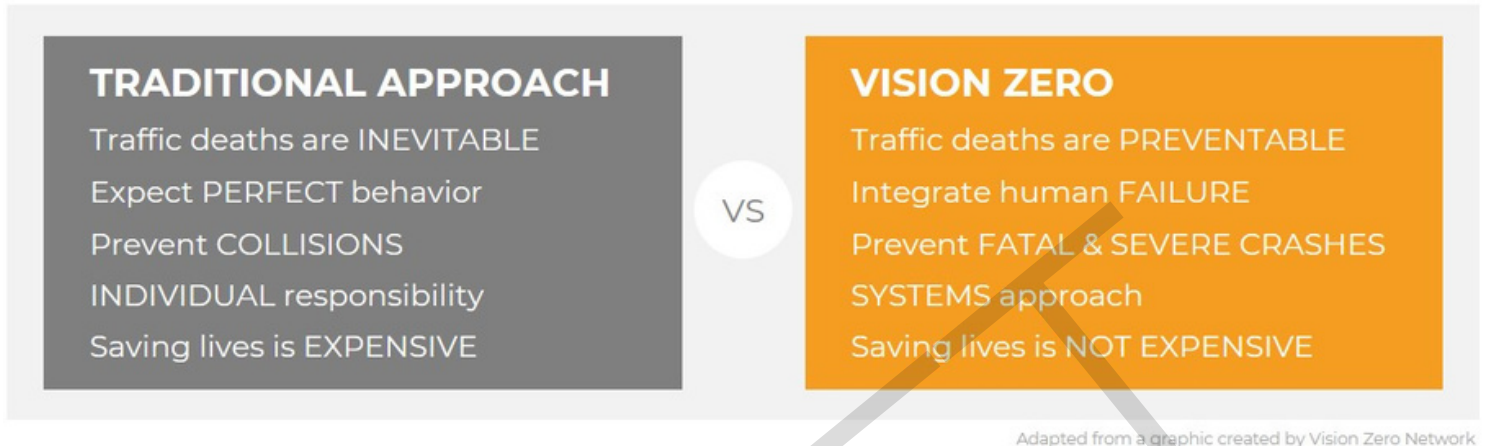 TRADITIONAL APPROACH
Traffic deaths are INEVITABLE
Expect PERFECT behavior
Prevent COLLISIONS
INDIVIDUAL responsibility
Saving lives is EXPENSIVE
VS
VISION ZERO
Traffic deaths are PREVENTABLE
Integrate human FAILURE
Prevent FATAL & SEVERE CRASHES
SYSTEMS approach
Saving lives is NOT EXPENSIVE
Adapted from a graphic created by Vision Zero Network